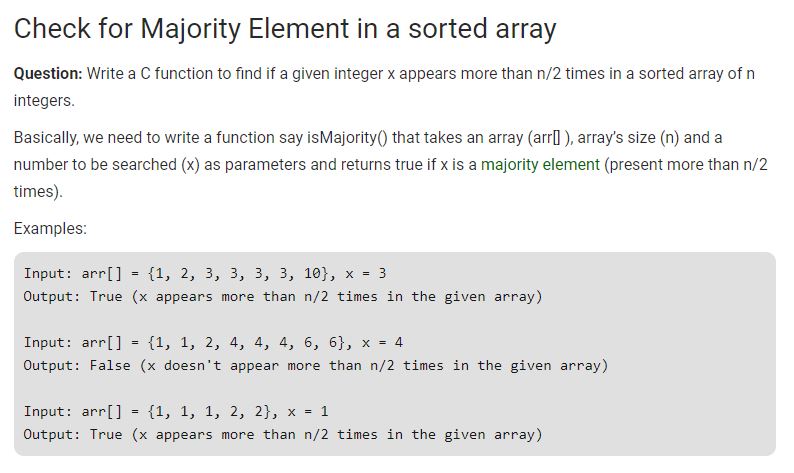 Check for Majority Element in a sorted array
Question: Write a C function to find if a given integer x appears more than n/2 times in a sorted array of n
integers.
Basically, we need to write a function say isMajority() that takes an array (arr[] ), array's size (n) and a
number to be searched (x) as parameters and returns true if x is a majority element (present more than n/2
times).
Examples:
Input: arr[] = {1, 2, 3, 3, 3, 3, 10}, x = 3
Output: True (x appears more than n/2 times in the given array)
Input: arr[] = {1, 1, 2, 4, 4, 4, 6, 6}, x = 4
Output: False (x doesn't appear more than n/2 times in the given array)
Input: arr[] = {1, 1, 1, 2, 2}, x = 1
Output: True (x appears more than n/2 times in the given array)